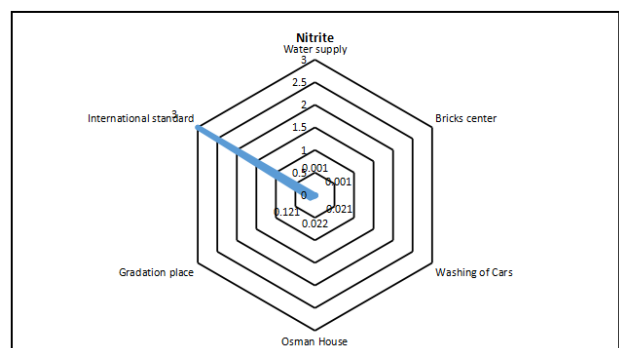 Nitrite
Water supply
3
2.5
2
1.5
1
0.5
0
International standard
3
Bricks center
0.001
0.001
0.021
0.022
0.121
Gradation place
Washing of Cars
Osman House